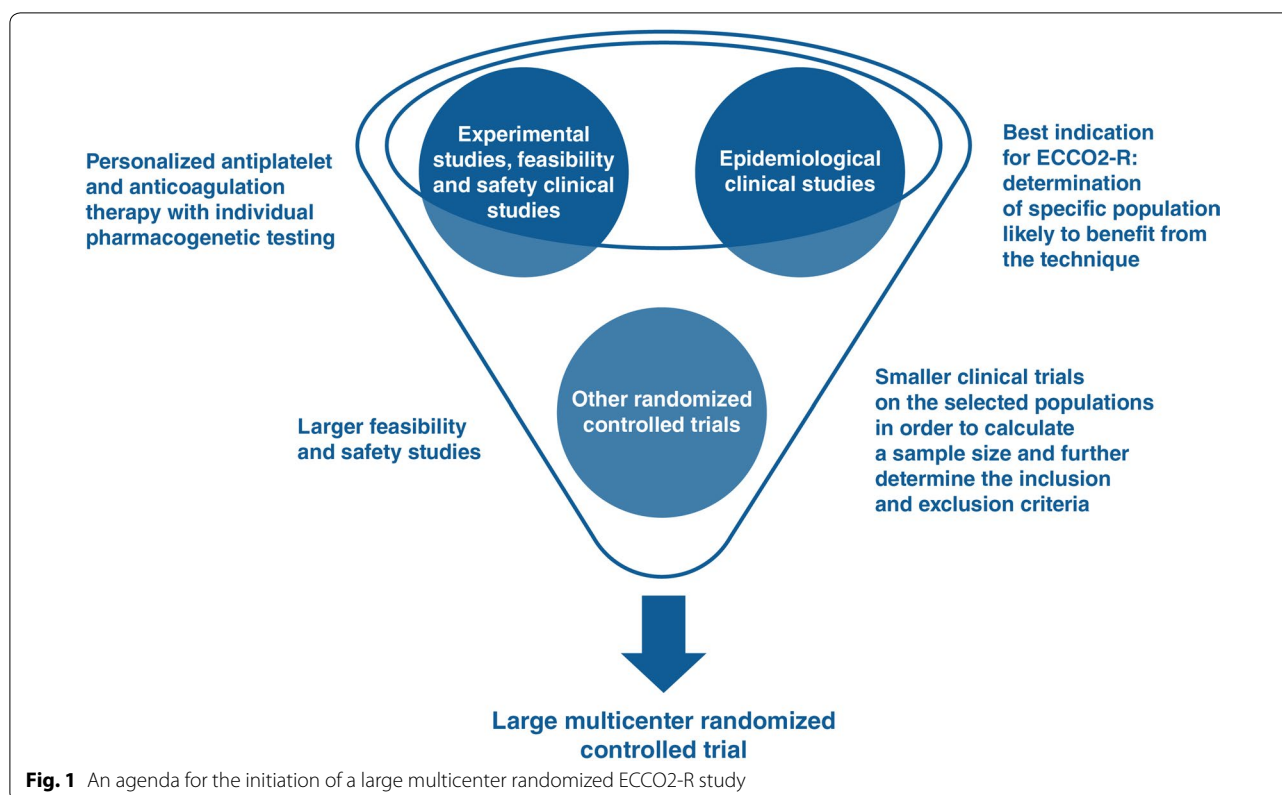 Personalized antiplatelet
and anticoagulation
therapy with individual
pharmacogenetic testing
Experimental
studies, feasibility
and safety clinical
studies
Epidemiological
clinical studies
Best indication
for ECCO2-R:
determination
of specific population
likely to benefit from
the technique
Larger feasibility
and safety studies
Other randomized
controlled trials
Smaller clinical trials
on the selected populations
in order to calculate
a sample size and further
determine the inclusion
and exclusion criteria
Large multicenter randomized
controlled trial
Fig. 1 An agenda for the initiation of a large multicenter randomized ECCO2-R study